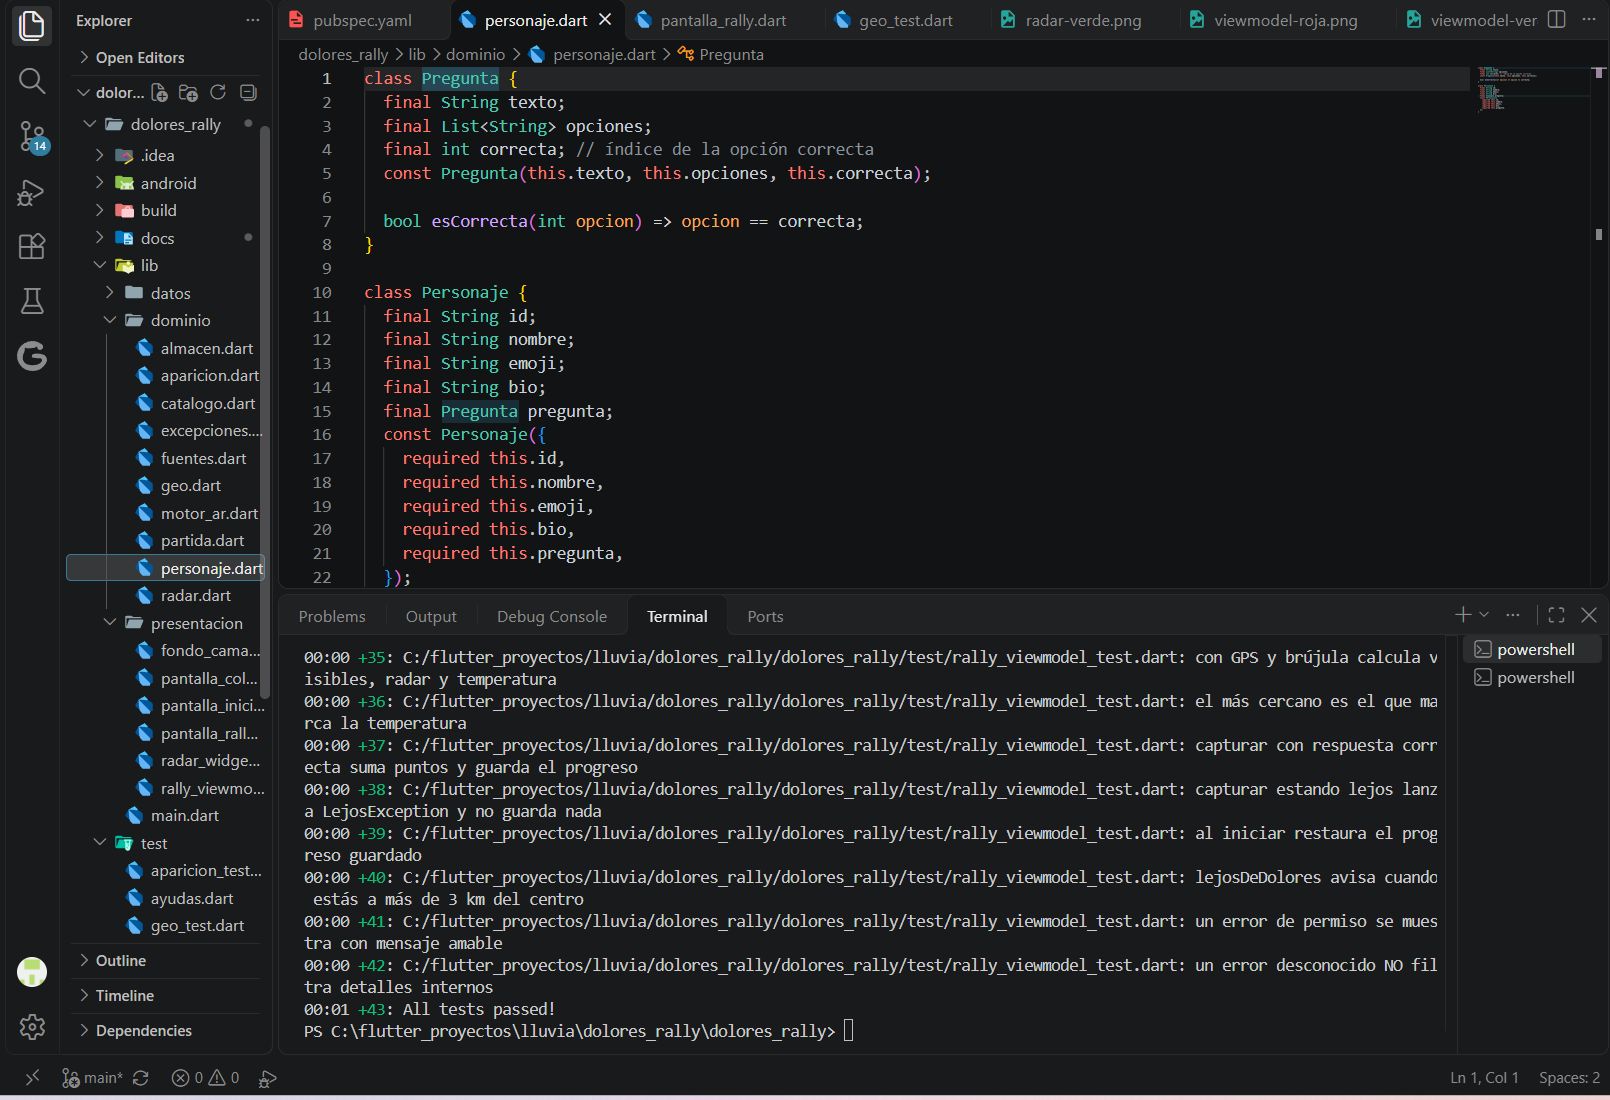 Explorer
Open Editors
dolor...
dolores_rally
.idea
android
build
docs
lib
datos
dominio
almacen.dart
aparicion.dart
catalogo.dart
excepciones....
fuentes.dart
geo.dart
motor_ar.dart
partida.dart
personaje.dart
radar.dart
presentacion
fondo_cama...
pantalla_col...
pantalla_inici...
pantalla_rall...
radar_widge...
rally_viewmo...
main.dart
test
aparicion_test...
ayudas.dart
geo_test.dart
Outline
Timeline
Dependencies
14
pubspec.yaml
personaje.dart
pantalla_rally.dart
geo_test.dart
radar-verde.png
viewmodel-roja.png
viewmodel-ver
dolores_rally > lib > dominio > personaje.dart > Pregunta
1 class Pregunta {
2 final String texto;
3 final List<String> opciones;
4 final int correcta; // índice de la opción correcta
5 const Pregunta(this.texto, this.opciones, this.correcta);
6
7 bool esCorrecta(int opcion) => opcion == correcta;
8 }
9
10 class Personaje {
11 final String id;
12 final String nombre;
13 final String emoji;
14 final String bio;
15 final Pregunta pregunta;
16 const Personaje({
17 required this.id,
18 required this.nombre,
19 required this.emoji,
20 required this.bio,
21 required this.pregunta,
22 });
Problems
Output
Debug Console
Terminal
Ports
00:00 +35: C:/flutter_proyectos/lluvia/dolores_rally/dolores_rally/test/rally_viewmodel_test.dart: con GPS y brújula calcula v
isibles, radar y temperatura
00:00 +36: C:/flutter_proyectos/lluvia/dolores_rally/dolores_rally/test/rally_viewmodel_test.dart: el más cercano es el que ma
rca la temperatura
00:00 +37: C:/flutter_proyectos/lluvia/dolores_rally/dolores_rally/test/rally_viewmodel_test.dart: capturar con respuesta corr
ecta suma puntos y guarda el progreso
00:00 +38: C:/flutter_proyectos/lluvia/dolores_rally/dolores_rally/test/rally_viewmodel_test.dart: capturar estando lejos lanz
a LejosException y no guarda nada
00:00 +39: C:/flutter_proyectos/lluvia/dolores_rally/dolores_rally/test/rally_viewmodel_test.dart: al iniciar restaura el prog
reso guardado
00:00 +40: C:/flutter_proyectos/lluvia/dolores_rally/dolores_rally/test/rally_viewmodel_test.dart: lejosDeDolores avisa cuando
estás a más de 3 km del centro
00:00 +41: C:/flutter_proyectos/lluvia/dolores_rally/dolores_rally/test/rally_viewmodel_test.dart: un error de permiso se mues
tra con mensaje amable
00:00 +42: C:/flutter_proyectos/lluvia/dolores_rally/dolores_rally/test/rally_viewmodel_test.dart: un error desconocido NO fil
tra detalles internos
00:01 +43: All tests passed!
PS C:\flutter_proyectos\lluvia\dolores_rally\dolores_rally>
powershell
powershell
main*
0
0
Ln 1, Col 1
Spaces: 2